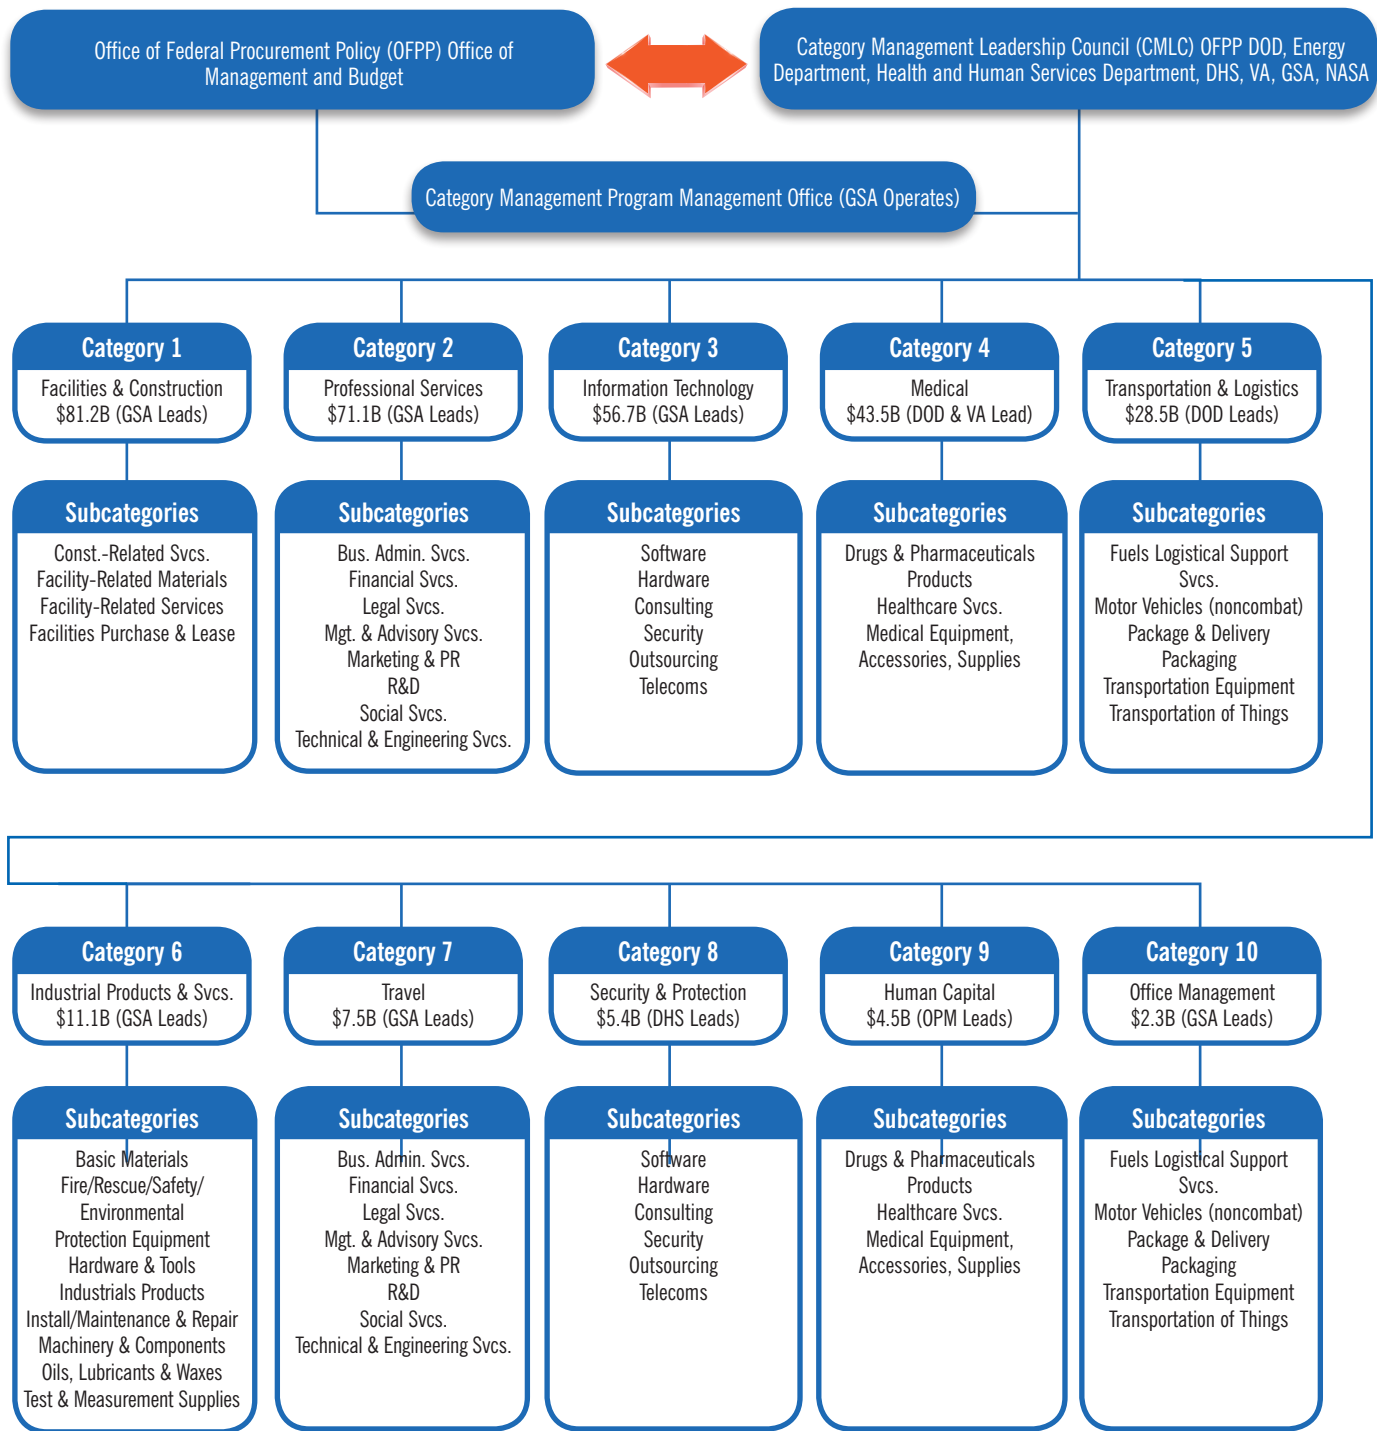 Office of Federal Procurement Policy (OFPP) Office of
Management and Budget
Category Management Leadership Council (CMLC) OFPP DOD, Energy
Department, Health and Human Services Department, DHS, VA, GSA, NASA
Category Management Program Management Office (GSA Operates)
Category 1
Facilities & Construction
$81.2B (GSA Leads)
Category 2
Professional Services
$71.1B (GSA Leads)
Category 3
Information Technology
$56.7B (GSA Leads)
Category 4
Medical
$43.5B (DOD & VA Lead)
Category 5
Transportation & Logistics
$28.5B (DOD Leads)
Subcategories
Const.-Related Svcs.
Facility-Related Materials
Facility-Related Services
Facilities Purchase & Lease
Subcategories
Bus. Admin. Svcs.
Financial Svcs.
Legal Svcs.
Mgt. & Advisory Svcs.
Marketing & PR
R&D
Social Svcs.
Technical & Engineering Svcs.
Subcategories
Software
Hardware
Consulting
Security
Outsourcing
Telecoms
Subcategories
Drugs & Pharmaceuticals
Products
Healthcare Svcs.
Medical Equipment,
Accessories, Supplies
Subcategories
Fuels Logistical Support
Svcs.
Motor Vehicles (noncombat)
Package & Delivery
Packaging
Transportation Equipment
Transportation of Things
Category 6
Industrial Products & Svcs.
$11.1B (GSA Leads)
Category 7
Travel
$7.5B (GSA Leads)
Category 8
Security & Protection
$5.4B (DHS Leads)
Category 9
Human Capital
$4.5B (OPM Leads)
Category 10
Office Management
$2.3B (GSA Leads)
Subcategories
Basic Materials
Fire/Rescue/Safety/
Environmental
Protection Equipment
Hardware & Tools
Industrials Products
Install/Maintenance & Repair
Machinery & Components
Oils, Lubricants & Waxes
Test & Measurement Supplies
Subcategories
Bus. Admin. Svcs.
Financial Svcs.
Legal Svcs.
Mgt. & Advisory Svcs.
Marketing & PR
R&D
Social Svcs.
Technical & Engineering Svcs.
Subcategories
Software
Hardware
Consulting
Security
Outsourcing
Telecoms
Subcategories
Drugs & Pharmaceuticals
Products
Healthcare Svcs.
Medical Equipment,
Accessories, Supplies
Subcategories
Fuels Logistical Support
Svcs.
Motor Vehicles (noncombat)
Package & Delivery
Packaging
Transportation Equipment
Transportation of Things